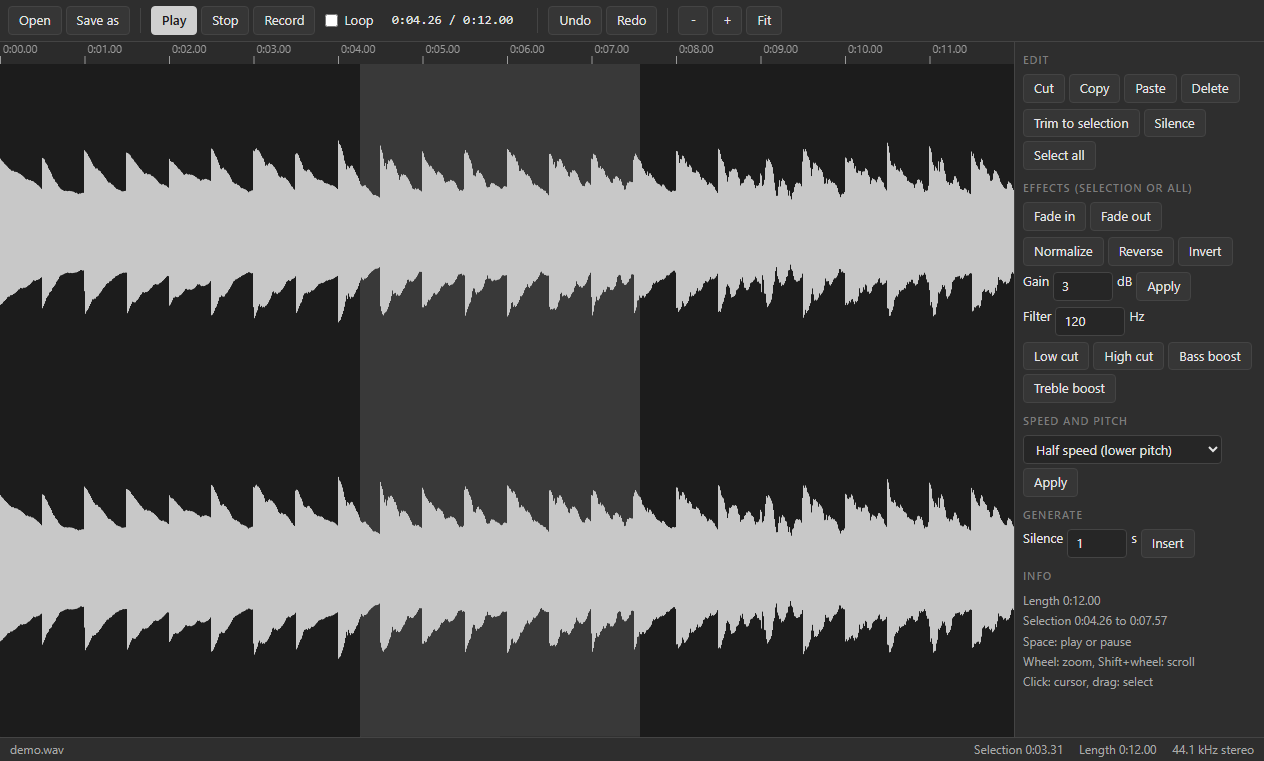 Open Save as Play Stop Record Loop 0:04.26 / 0:12.00 Undo Redo - + Fit
0:00.00 0:01.00 0:02.00 0:03.00 0:04.00 0:05.00 0:06.00 0:07.00 0:08.00 0:09.00 0:10.00 0:11.00
EDIT
Cut Copy Paste Delete
Trim to selection Silence
Select all
EFFECTS (SELECTION OR ALL)
Fade in Fade out
Normalize Reverse Invert
Gain 3 dB Apply
Filter 120 Hz
Low cut High cut Bass boost
Treble boost
SPEED AND PITCH
Half speed (lower pitch)
Apply
GENERATE
Silence 1 s Insert
INFO
Length 0:12.00
Selection 0:04.26 to 0:07.57
Space: play or pause
Wheel: zoom, Shift+wheel: scroll
Click: cursor, drag: select
demo.wav Selection 0:03.31 Length 0:12.00 44.1 kHz stereo